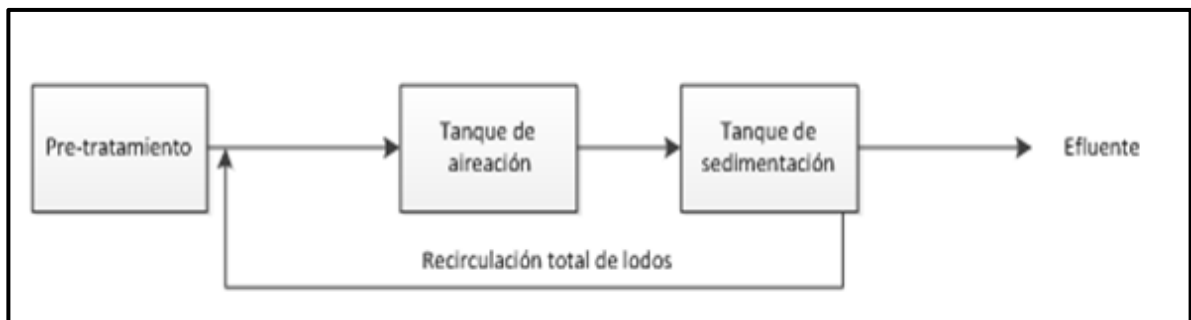 Pre-tratamiento
Tanque de
aireación
Tanque de
sedimentación
Efluente
Recirculación total de lodos